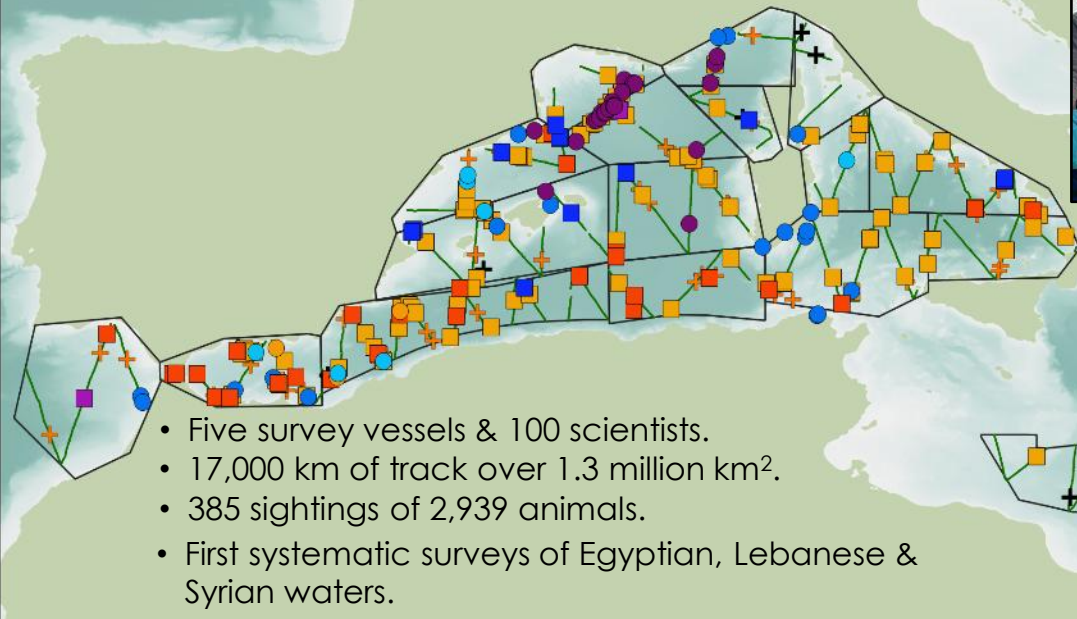 • Five survey vessels & 100 scientists.
• 17,000 km of track over 1.3 million km².
• 385 sightings of 2,939 animals.
• First systematic surveys of Egyptian, Lebanese &
Syrian waters.